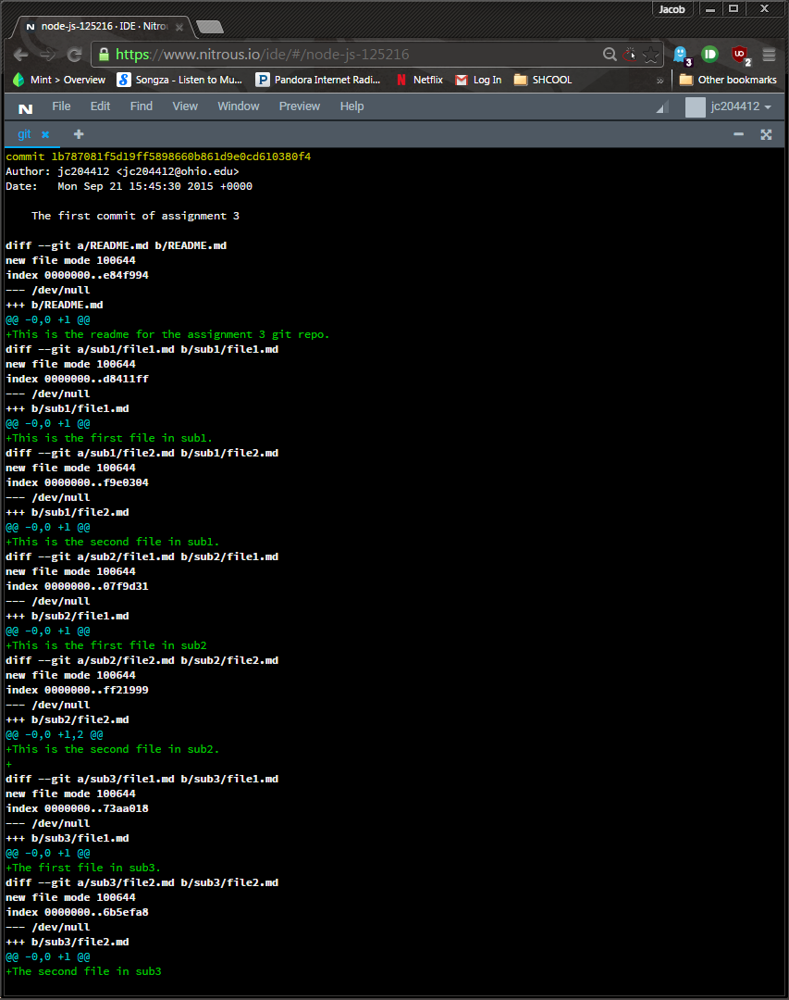 Jacob
node-js-125216 · IDE · Nitro
https://www.nitrous.io/ide/#/node-js-125216
3
2
Mint > Overview
Songza - Listen to Mu...
Pandora Internet Radi...
Netflix
Log In
SHCOOL
»
Other bookmarks
File Edit Find View Window Preview Help
jc204412
git
commit 1b787081f5d19ff5898660b861d9e0cd610380f4
Author: jc204412 <jc204412@ohio.edu>
Date:   Mon Sep 21 15:45:30 2015 +0000
The first commit of assignment 3
diff --git a/README.md b/README.md
new file mode 100644
index 0000000..e84f994
--- /dev/null
+++ b/README.md
@@ -0,0 +1 @@
+This is the readme for the assignment 3 git repo.
diff --git a/sub1/file1.md b/sub1/file1.md
new file mode 100644
index 0000000..d8411ff
--- /dev/null
+++ b/sub1/file1.md
@@ -0,0 +1 @@
+This is the first file in sub1.
diff --git a/sub1/file2.md b/sub1/file2.md
new file mode 100644
index 0000000..f9e0304
--- /dev/null
+++ b/sub1/file2.md
@@ -0,0 +1 @@
+This is the second file in sub1.
diff --git a/sub2/file1.md b/sub2/file1.md
new file mode 100644
index 0000000..07f9d31
--- /dev/null
+++ b/sub2/file1.md
@@ -0,0 +1 @@
+This is the first file in sub2
diff --git a/sub2/file2.md b/sub2/file2.md
new file mode 100644
index 0000000..ff21999
--- /dev/null
+++ b/sub2/file2.md
@@ -0,0 +1,2 @@
+This is the second file in sub2.
+
diff --git a/sub3/file1.md b/sub3/file1.md
new file mode 100644
index 0000000..73aa018
--- /dev/null
+++ b/sub3/file1.md
@@ -0,0 +1 @@
+The first file in sub3.
diff --git a/sub3/file2.md b/sub3/file2.md
new file mode 100644
index 0000000..6b5efa8
--- /dev/null
+++ b/sub3/file2.md
@@ -0,0 +1 @@
+The second file in sub3